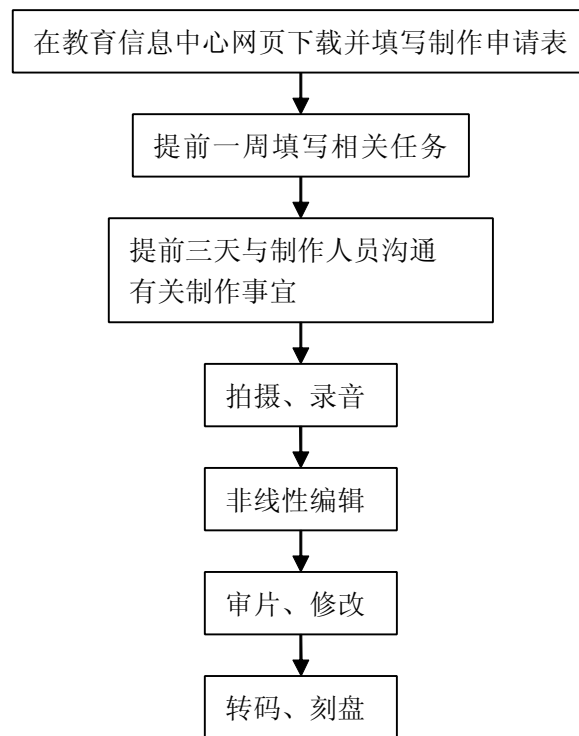 在教育信息中心网页下载并填写制作申请表
提前一周填写相关任务
提前三天与制作人员沟通
有关制作事宜
拍摄、录音
非线性编辑
审片、修改
转码、刻盘